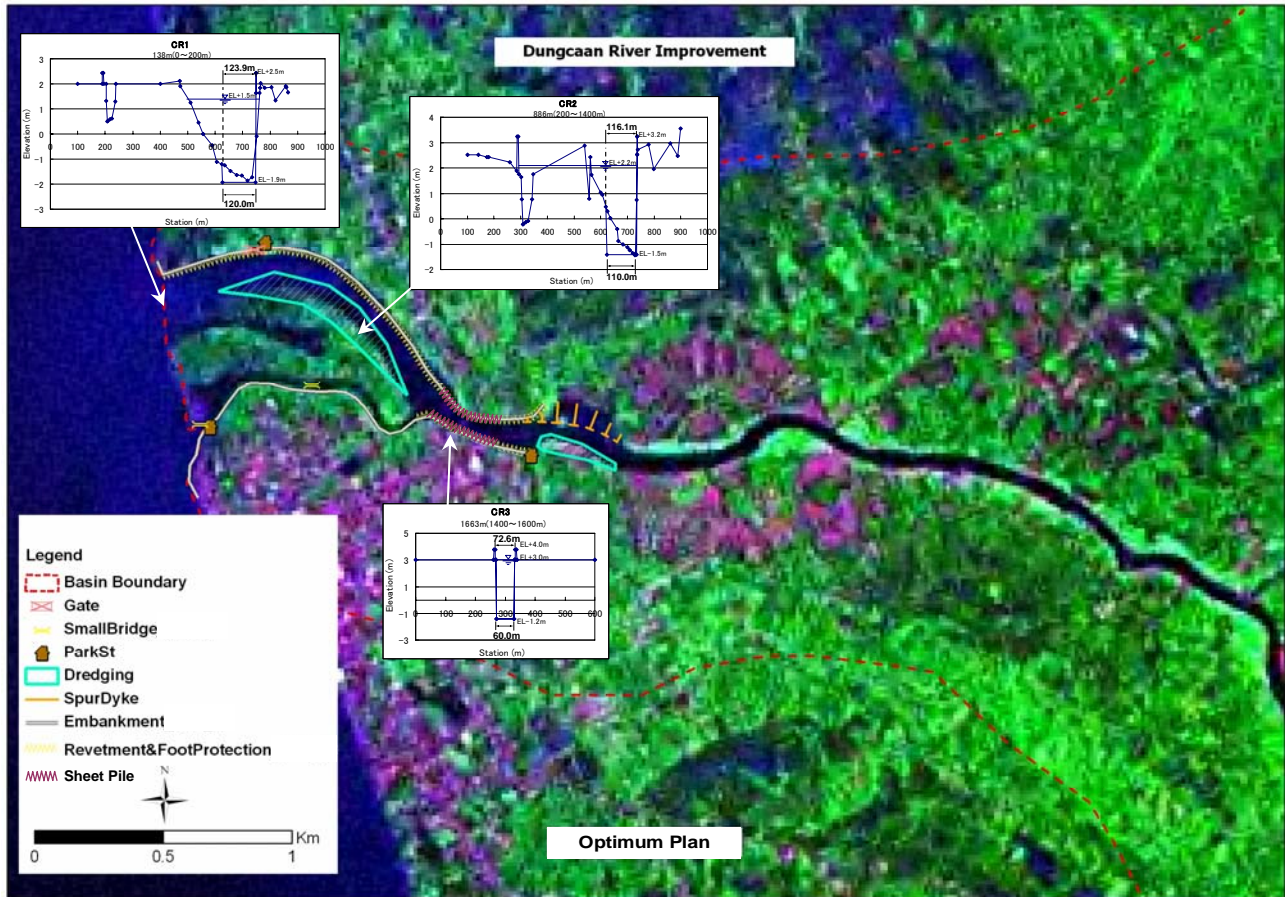 Dungcaan River Improvement
CR1
138m(0～200m)
123.9m
EL+2.5m
EL+1.5m
EL-1.9m
120.0m
3
2
1
0
-1
-2
-3
Elevation (m)
0 100 200 300 400 500 600 700 800 900 1000
Station (m)
CR2
886m(200～1400m)
116.1m
EL+3.2m
EL+2.2m
EL-1.5m
110.0m
4
3
2
1
0
-1
-2
Elevation (m)
0 100 200 300 400 500 600 700 800 900 1000
Station (m)
CR3
1663m(1400～1600m)
72.6m
EL+4.0m
EL+3.0m
EL-1.2m
60.0m
5
3
1
-1
-3
Elevation (m)
0 100 200 300 400 500 600
Station (m)
Legend
Basin Boundary
Gate
SmallBridge
ParkSt
Dredging
SpurDyke
Embankment
Revetment&FootProtection
Sheet Pile
N
Km
0 0.5 1
Optimum Plan